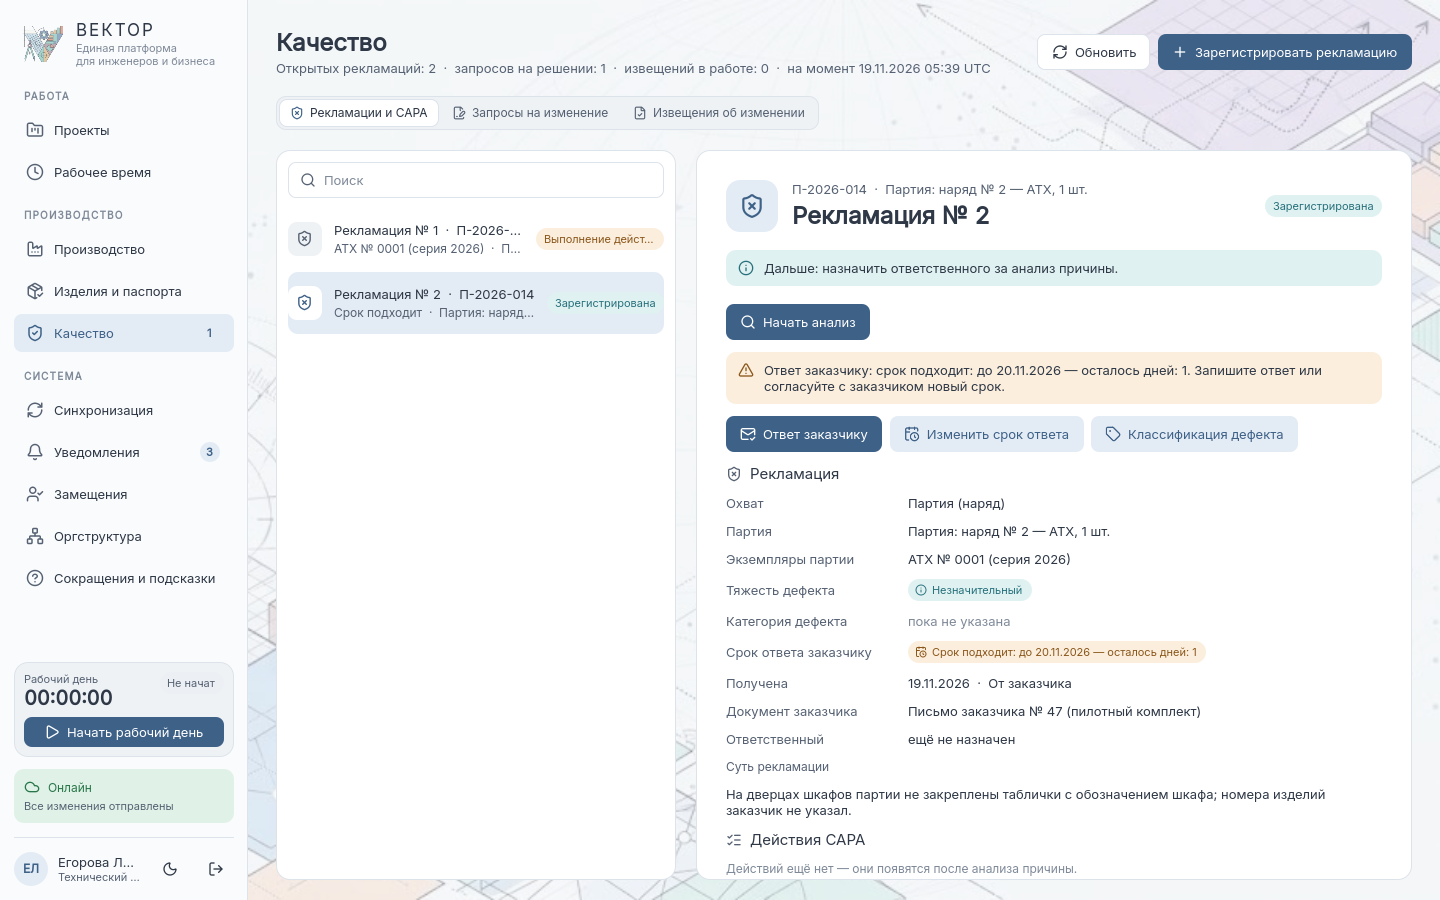 ВЕКТОР
Единая платформа
для инженеров и бизнеса
РАБОТА
Проекты
Рабочее время
ПРОИЗВОДСТВО
Производство
Изделия и паспорта
Качество 1
СИСТЕМА
Синхронизация
Уведомления 3
Замещения
Оргструктура
Сокращения и подсказки
Рабочий день
Не начат
00:00:00
Начать рабочий день
Онлайн
Все изменения отправлены
ЕЛ
Егорова Л...
Технический ...
Качество
Открытых рекламаций: 2 · запросов на решении: 1 · извещений в работе: 0 · на момент 19.11.2026 05:39 UTC
Обновить
Зарегистрировать рекламацию
Рекламации и CAPA
Запросы на изменение
Извещения об изменении
Поиск
Рекламация № 1 · П-2026-...
АТХ № 0001 (серия 2026) · П...
Выполнение дейст...
Рекламация № 2 · П-2026-014
Срок подходит · Партия: наряд...
Зарегистрирована
П-2026-014 · Партия: наряд № 2 — АТХ, 1 шт.
Рекламация № 2
Зарегистрирована
Дальше: назначить ответственного за анализ причины.
Начать анализ
Ответ заказчику: срок подходит: до 20.11.2026 — осталось дней: 1. Запишите ответ или
согласуйте с заказчиком новый срок.
Ответ заказчику
Изменить срок ответа
Классификация дефекта
Рекламация
Охват Партия (наряд)
Партия Партия: наряд № 2 — АТХ, 1 шт.
Экземпляры партии АТХ № 0001 (серия 2026)
Тяжесть дефекта Незначительный
Категория дефекта пока не указана
Срок ответа заказчику Срок подходит: до 20.11.2026 — осталось дней: 1
Получена 19.11.2026 · От заказчика
Документ заказчика Письмо заказчика № 47 (пилотный комплект)
Ответственный ещё не назначен
Суть рекламации
На дверцах шкафов партии не закреплены таблички с обозначением шкафа; номера изделий
заказчик не указал.
Действия CAPA
Действий ещё нет — они появятся после анализа причины.